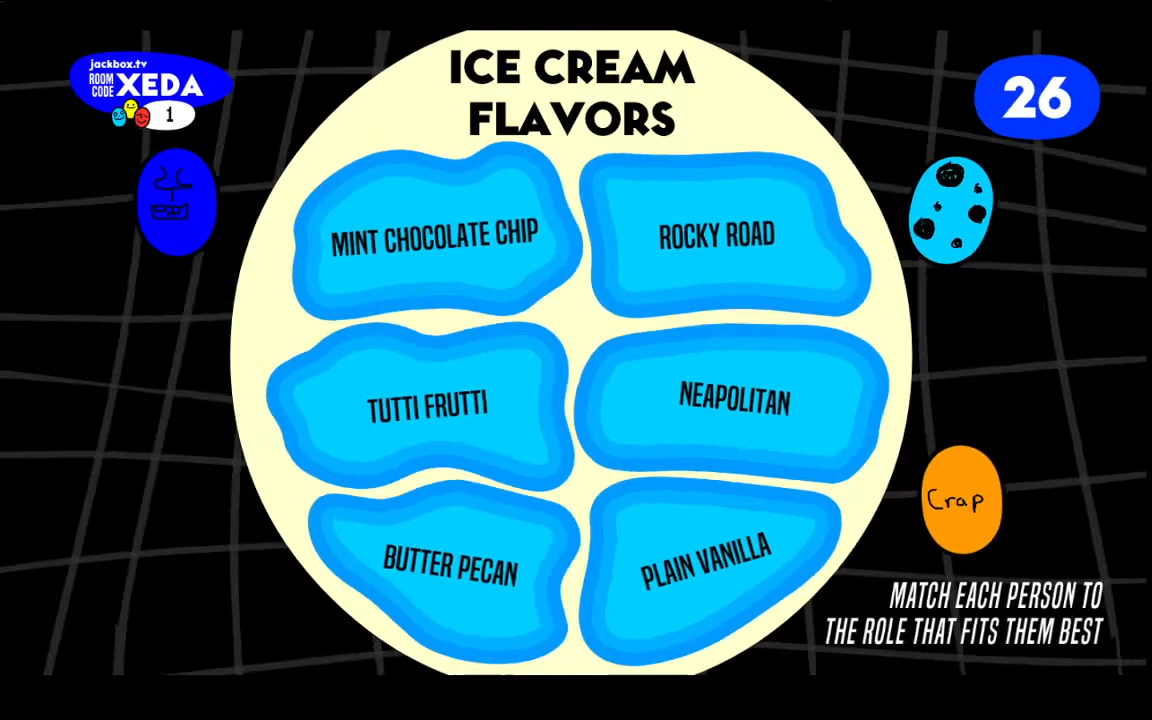 jackbox.tv
ROOM CODE XEDA
1
ICE CREAM
FLAVORS
26
MINT CHOCOLATE CHIP
ROCKY ROAD
TUTTI FRUTTI
NEAPOLITAN
BUTTER PECAN
PLAIN VANILLA
Crap
MATCH EACH PERSON TO
THE ROLE THAT FITS THEM BEST